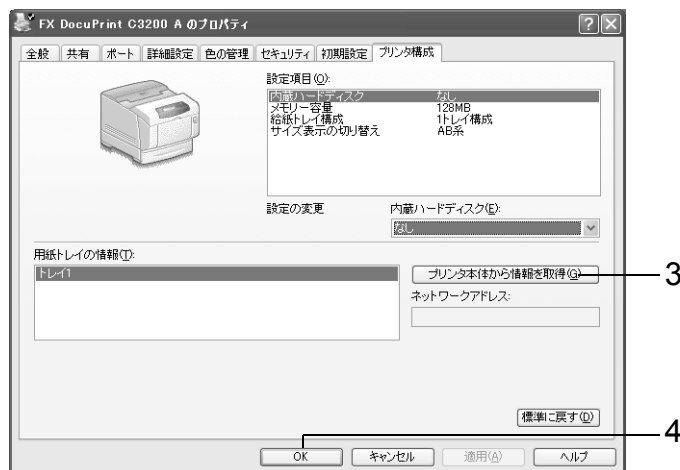 FX DocuPrint C3200 A のプロパティ
全般 共有 ポート 詳細設定 色の管理 セキュリティ 初期設定 プリンタ構成
設定項目(O):
内蔵ハードディスク なし
メモリー容量 128MB
給紙トレイ構成 1トレイ構成
サイズ表示の切り替え AB系
設定の変更 内蔵ハードディスク(E):
なし
用紙トレイの情報(T):
トレイ1
プリンタ本体から情報を取得(G) 3
ネットワークアドレス:
標準に戻す(D)
4
OK キャンセル 適用(A) ヘルプ